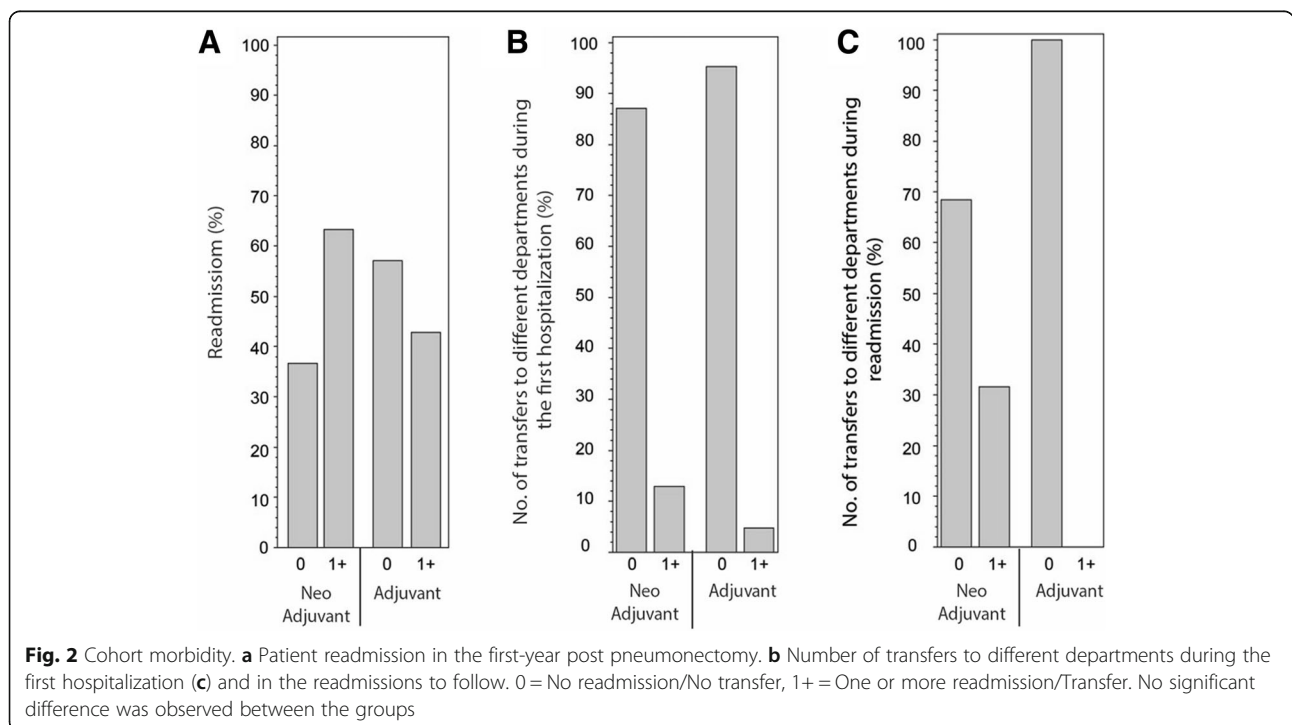 A
Readmissiom (%)
100
90
80
70
60
50
40
30
20
10
0
0 1+ 0 1+
Neo Adjuvant
Adjuvant
B
No. of transfers to different departments during
the first hospitalization (%)
100
90
80
70
60
50
40
30
20
10
0
0 1+ 0 1+
Neo Adjuvant
Adjuvant
C
No. of transfers to different departments during
readmission (%)
100
90
80
70
60
50
40
30
20
10
0
0 1+ 0 1+
Neo Adjuvant
Adjuvant
Fig. 2 Cohort morbidity. a Patient readmission in the first-year post pneumonectomy. b Number of transfers to different departments during the
first hospitalization (c) and in the readmissions to follow. 0 = No readmission/No transfer, 1+ = One or more readmission/Transfer. No significant
difference was observed between the groups